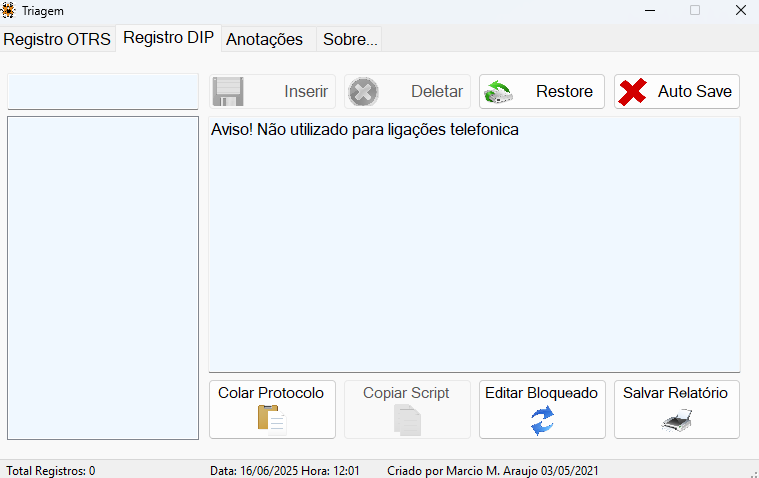 Triagem
Registro OTRS Registro DIP Anotações Sobre...
Inserir Deletar Restore Auto Save
Aviso! Não utilizado para ligações telefonica
Colar Protocolo Copiar Script Editar Bloqueado Salvar Relatório
Total Registros: 0 Data: 16/06/2025 Hora: 12:01 Criado por Marcio M. Araujo 03/05/2021